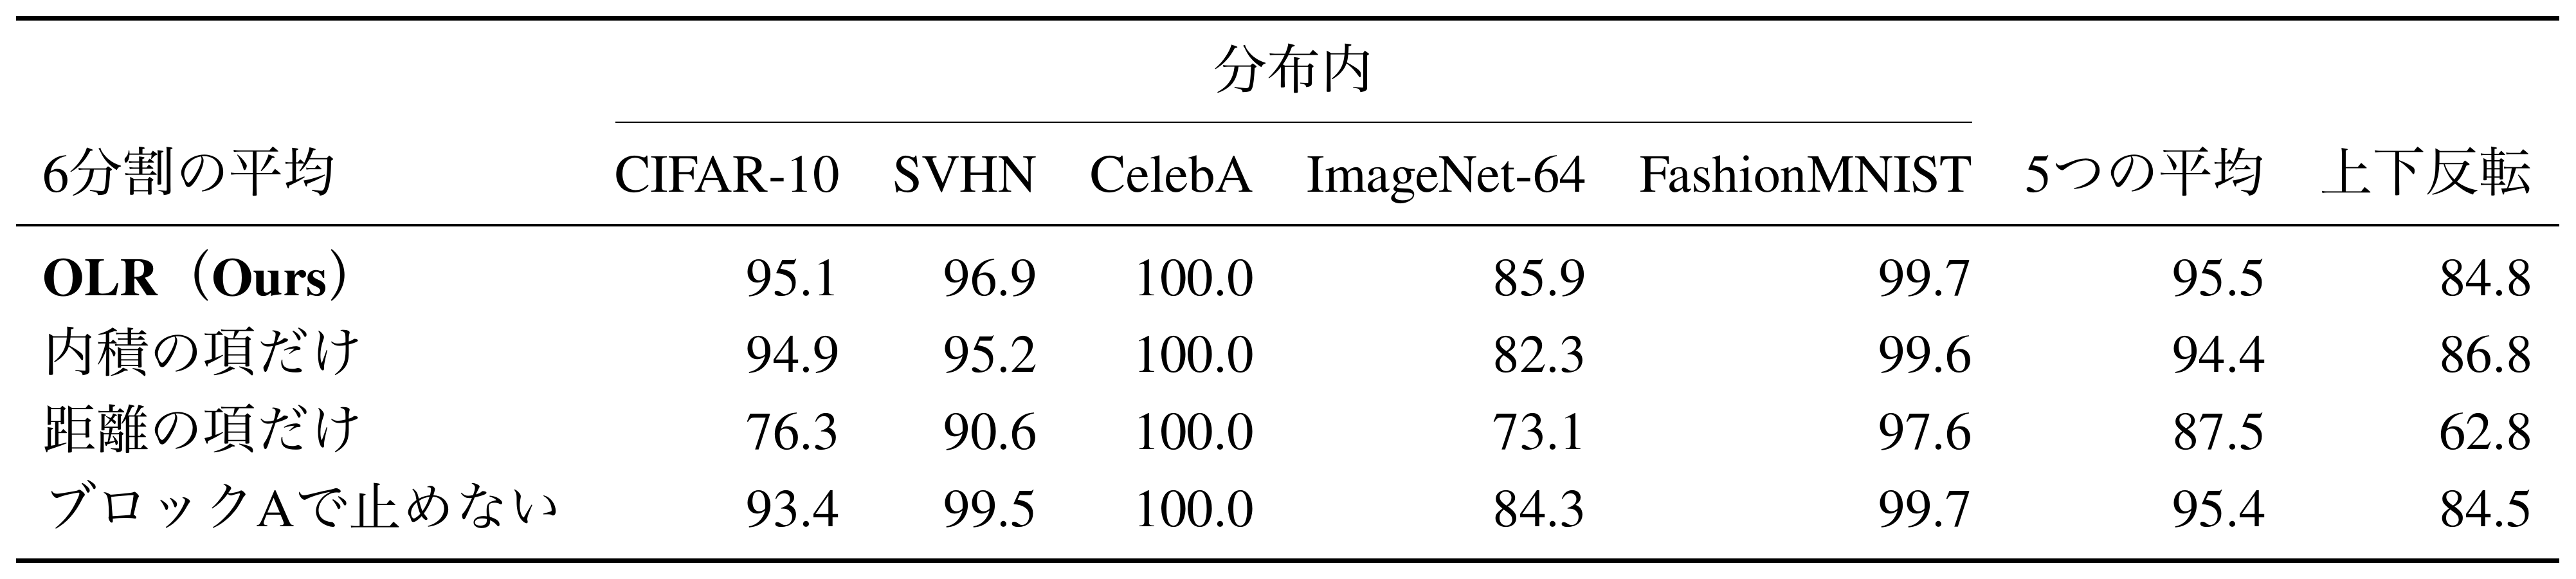 分布内
6分割の平均 CIFAR-10 SVHN CelebA ImageNet-64 FashionMNIST 5つの平均 上下反転
OLR（Ours） 95.1 96.9 100.0 85.9 99.7 95.5 84.8
内積の項だけ 94.9 95.2 100.0 82.3 99.6 94.4 86.8
距離の項だけ 76.3 90.6 100.0 73.1 97.6 87.5 62.8
ブロックAで止めない 93.4 99.5 100.0 84.3 99.7 95.4 84.5